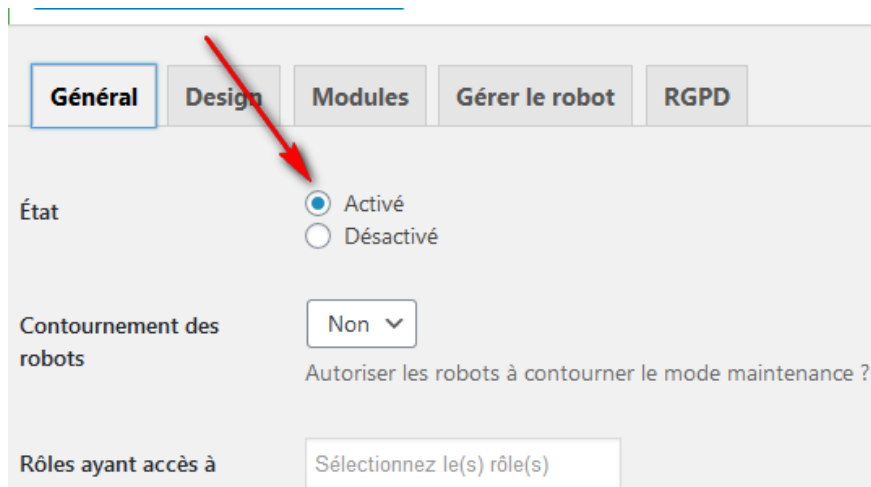 Général Design Modules Gérer le robot RGPD
État
Activé
Désactivé
Contournement des
robots
Non
Autoriser les robots à contourner le mode maintenance ?
Rôles ayant accès à
Sélectionnez le(s) rôle(s)